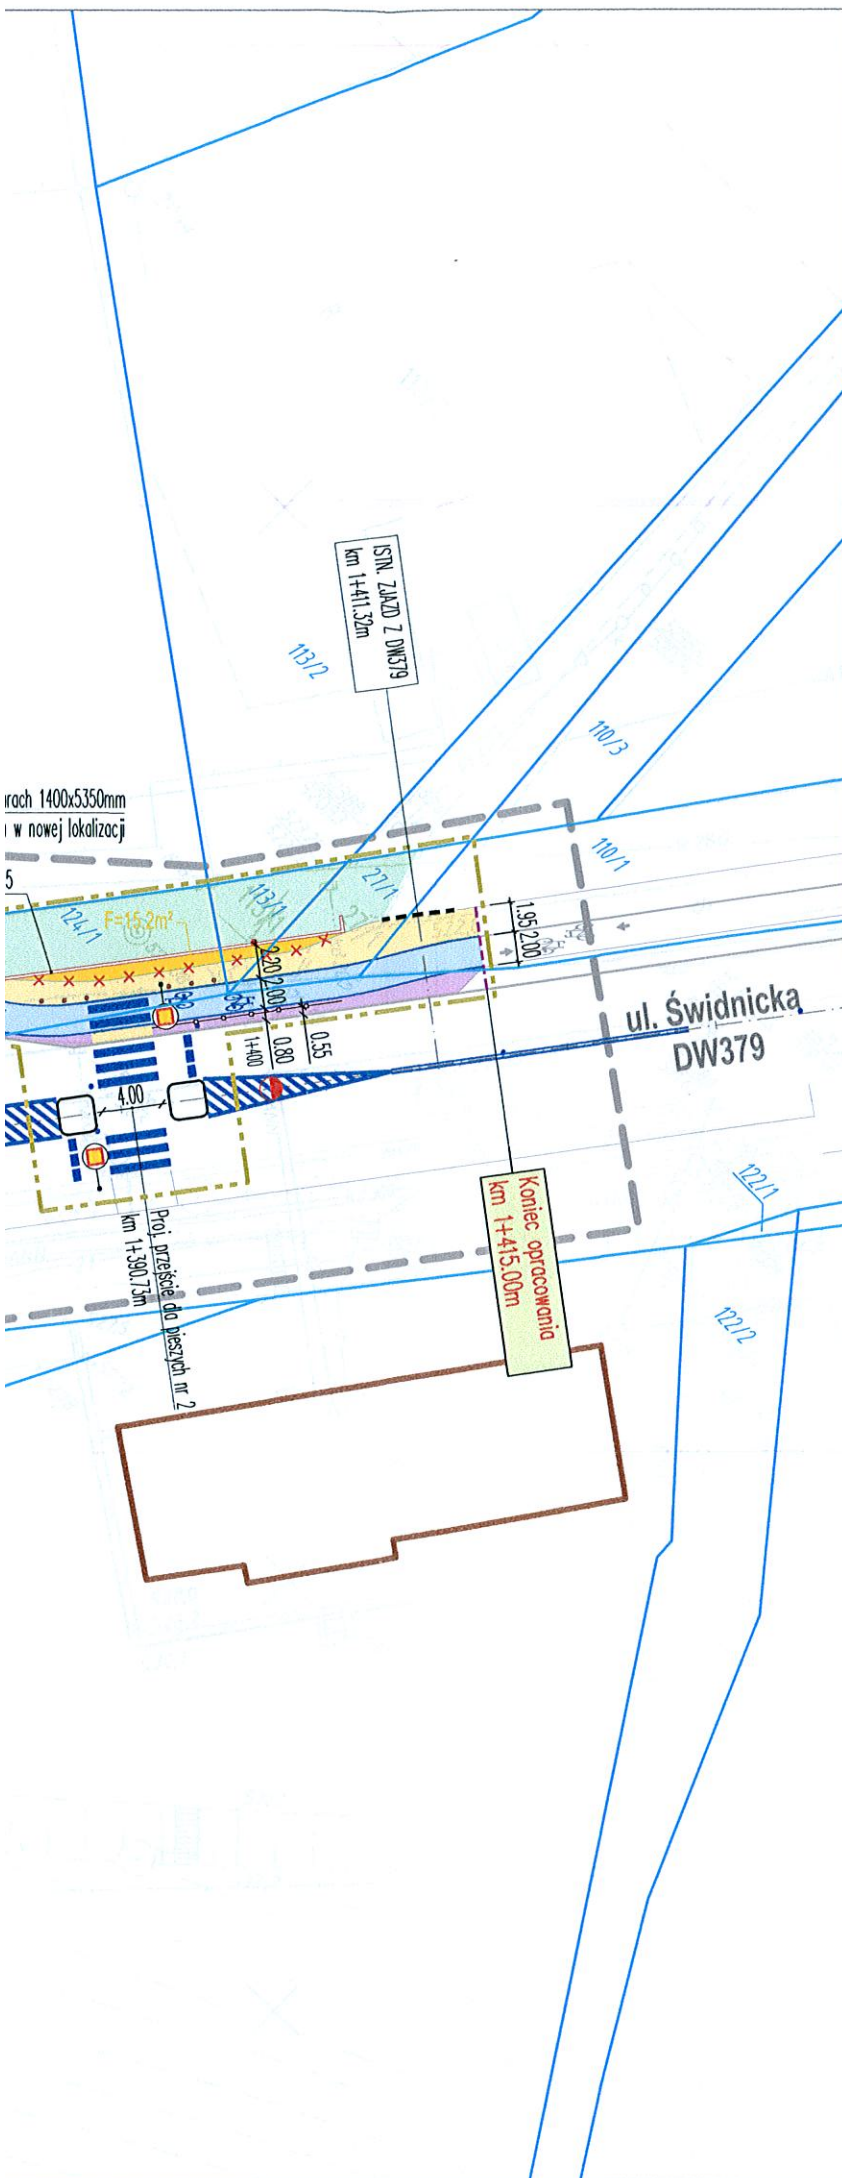 ISTN. ZJAZD Z DW379
km 1+411.32m
113/2
110/3
110/1
arach 1400x5350mm
w nowej lokalizacji
5
124/1
F=15,2m²
113/1
27/1
1.95
2.00
2.20
2.00
0.80
0.55
1+400
ul. Świdnicka
DW379
4.00
Proj. przejście dla pieszych nr 2
km 1+390.73m
Koniec opracowania
km 1+415.00m
122/1
122/2